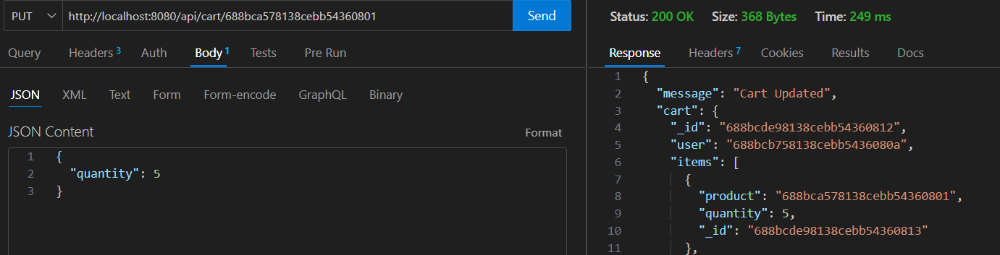 PUT http://localhost:8080/api/cart/688bca578138cebb54360801 Send
Status: 200 OK Size: 368 Bytes Time: 249 ms
Query Headers 3 Auth Body 1 Tests Pre Run
Response Headers 7 Cookies Results Docs
JSON XML Text Form Form-encode GraphQL Binary
JSON Content Format
1 {
2 "quantity": 5
3 }
1 {
2 "message": "Cart Updated",
3 "cart": {
4 "_id": "688bcde98138cebb54360812",
5 "user": "688bcb758138cebb5436080a",
6 "items": [
7 {
8 "product": "688bca578138cebb54360801",
9 "quantity": 5,
10 "_id": "688bcde98138cebb54360813"
11 },